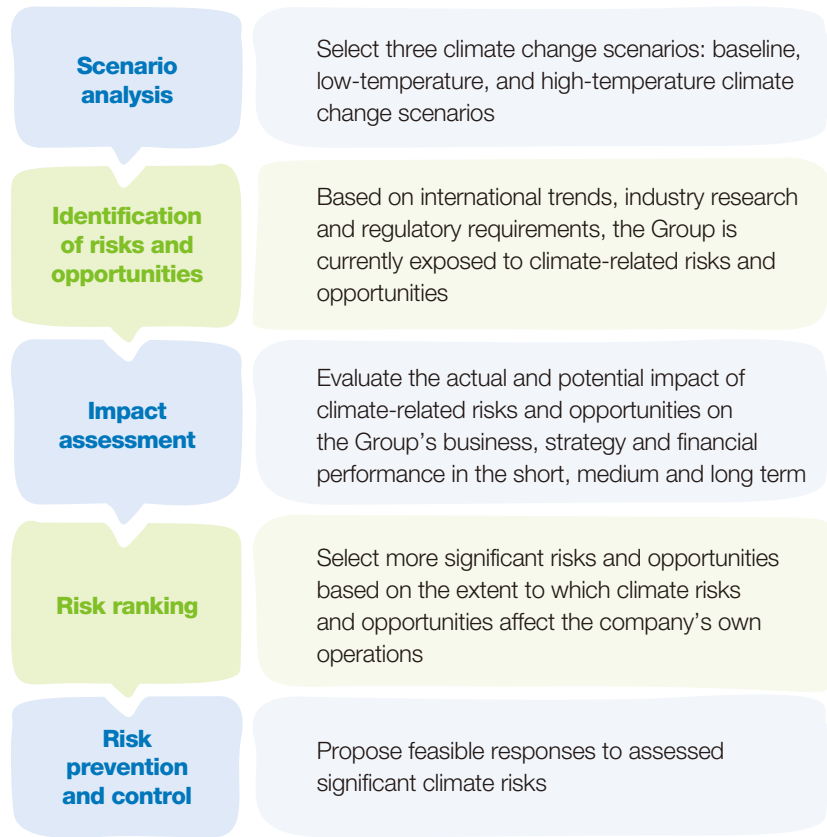 Scenario
analysis
Select three climate change scenarios: baseline,
low-temperature, and high-temperature climate
change scenarios
Identification
of risks and
opportunities
Based on international trends, industry research
and regulatory requirements, the Group is
currently exposed to climate-related risks and
opportunities
Impact
assessment
Evaluate the actual and potential impact of
climate-related risks and opportunities on
the Group’s business, strategy and financial
performance in the short, medium and long term
Risk ranking
Select more significant risks and opportunities
based on the extent to which climate risks
and opportunities affect the company’s own
operations
Risk
prevention
and control
Propose feasible responses to assessed
significant climate risks